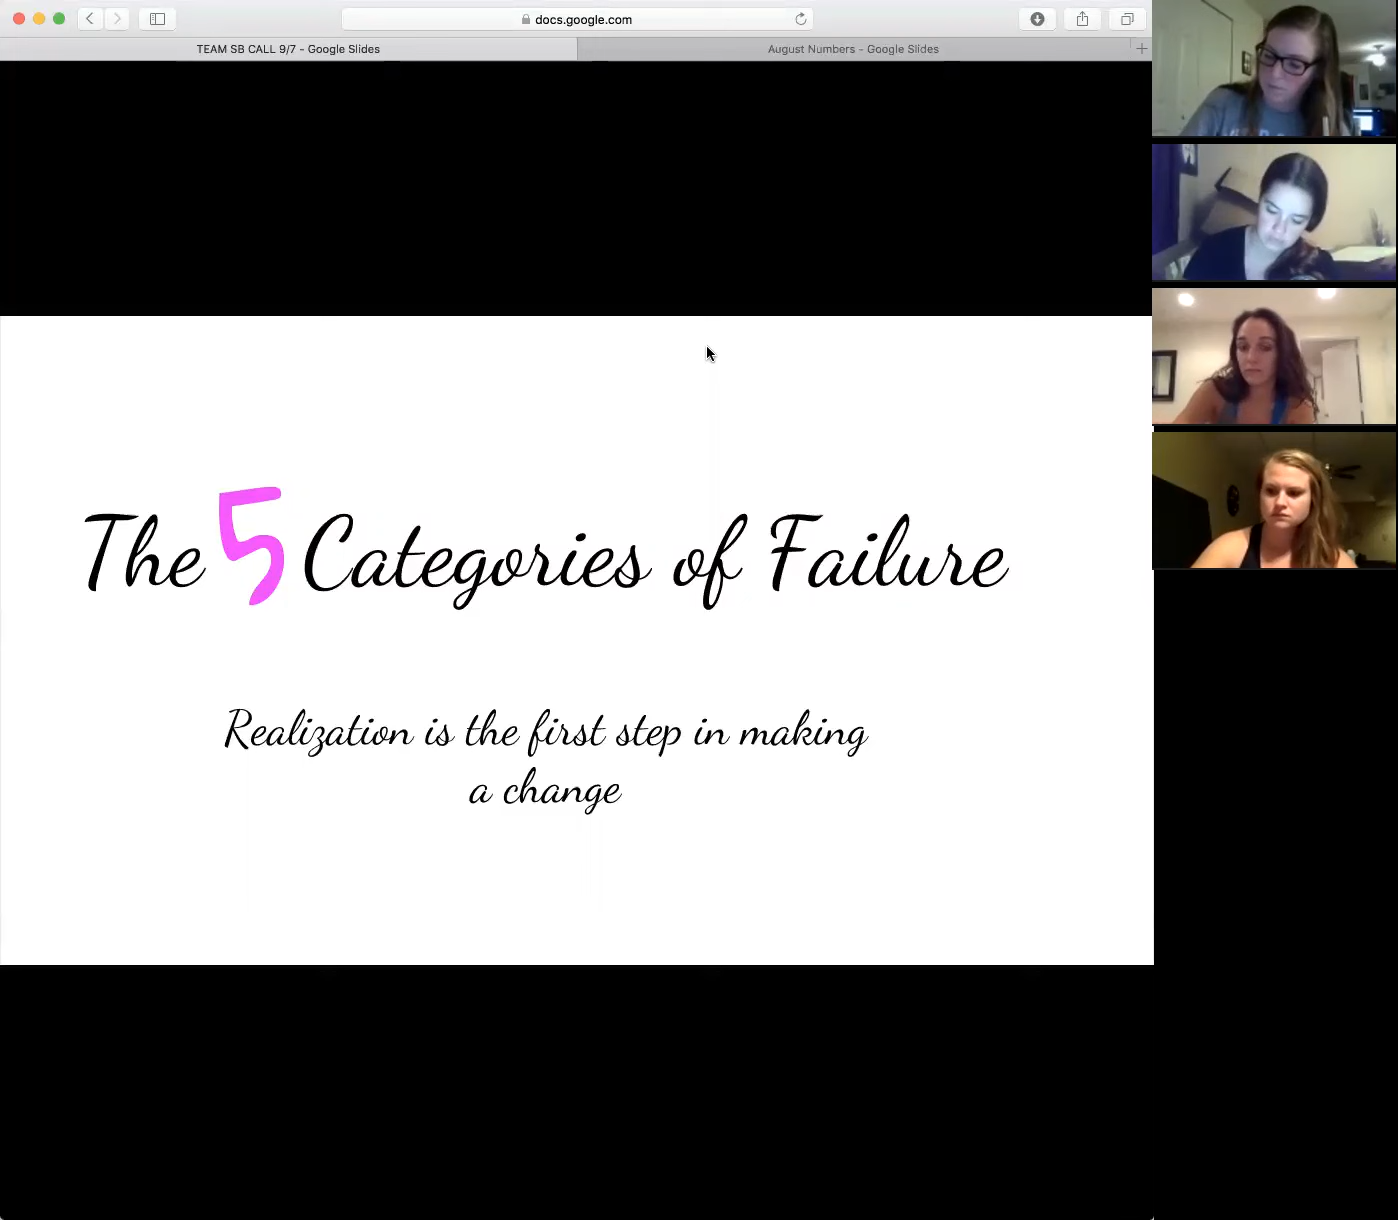 docs.google.com
TEAM SB CALL 9/7 - Google Slides
August Numbers - Google Slides
The 5 Categories of Failure
Realization is the first step in making
a change